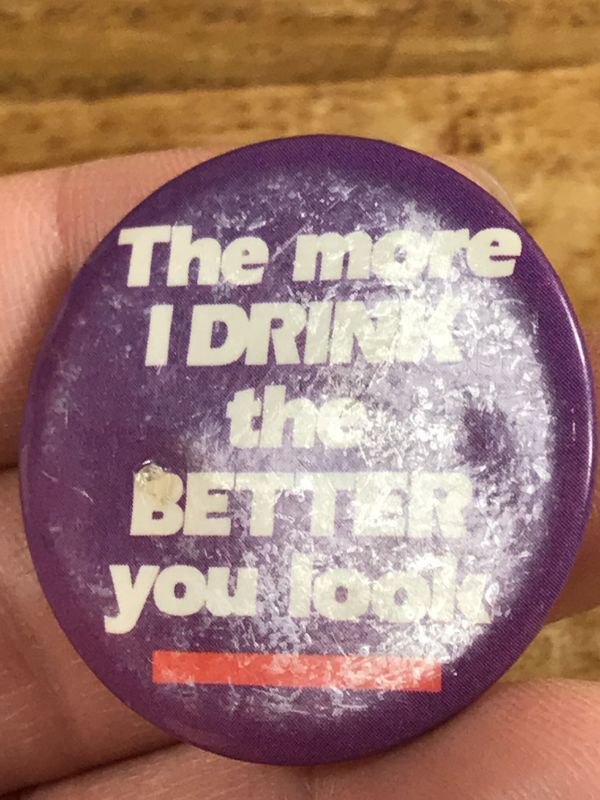 The more
I DRINK
the
BETTER
you look